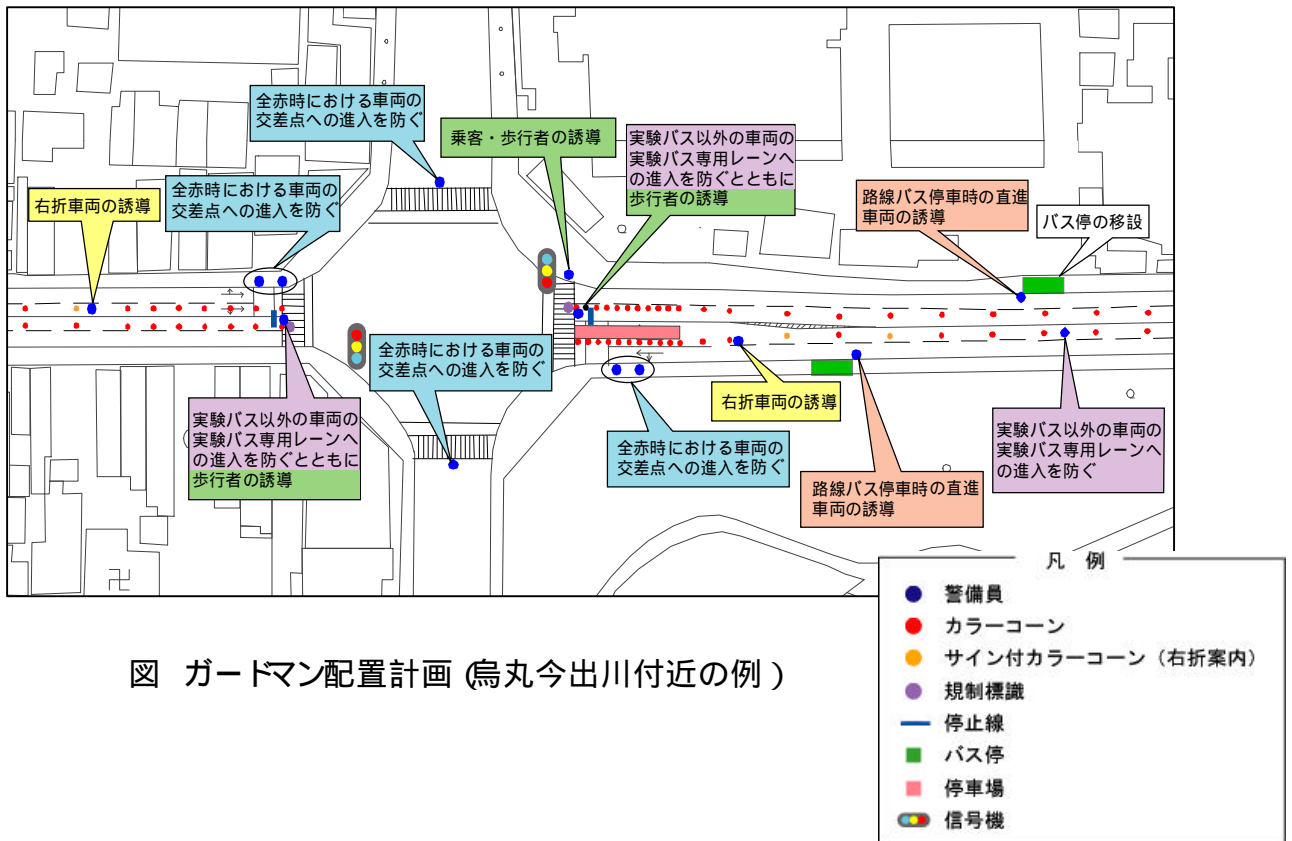 全赤時における車両の
交差点への進入を防ぐ
乗客・歩行者の誘導
実験バス以外の車両の
実験バス専用レーンへ
の進入を防ぐとともに
歩行者の誘導
全赤時における車両の
交差点への進入を防ぐ
右折車両の誘導
路線バス停車時の直進
車両の誘導
バス停の移設
全赤時における車両の
交差点への進入を防ぐ
右折車両の誘導
実験バス以外の車両の
実験バス専用レーンへ
の進入を防ぐとともに
歩行者の誘導
全赤時における車両の
交差点への進入を防ぐ
路線バス停車時の直進
車両の誘導
実験バス以外の車両の
実験バス専用レーンへ
の進入を防ぐ
凡 例
警備員
カラーコーン
サイン付カラーコーン（右折案内）
規制標識
停止線
バス停
停車場
信号機
図 ガードマン配置計画（烏丸今出川付近の例）